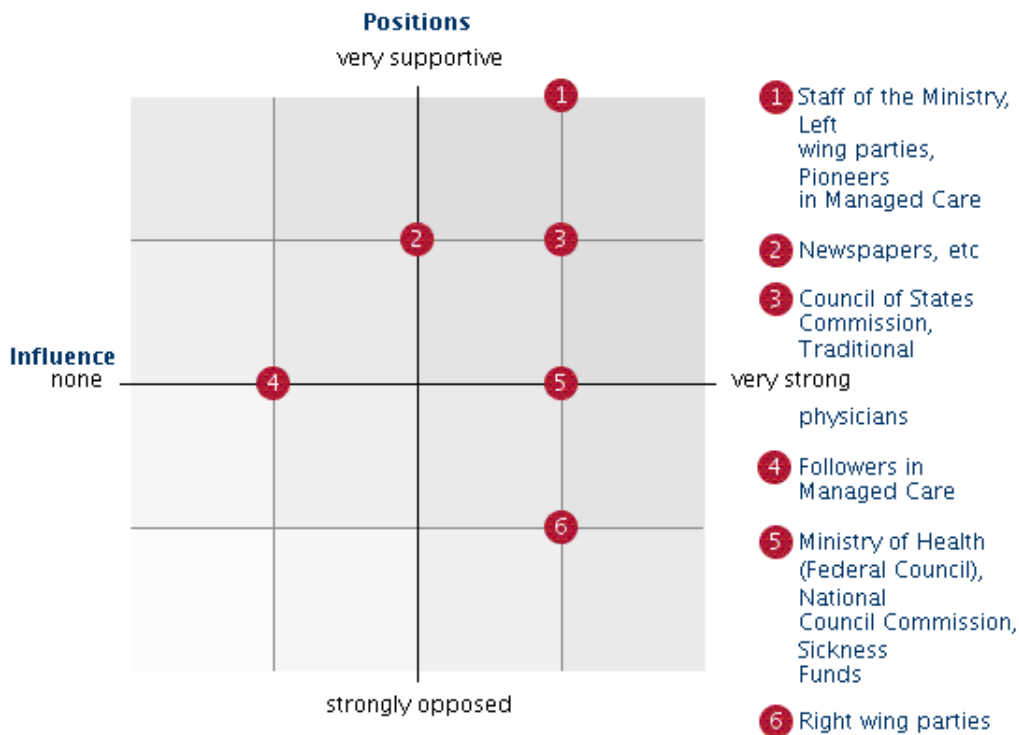 Positions
very supportive
1
2
3
Influence
none
4
5
very strong
6
strongly opposed
1 Staff of the Ministry,
Left
wing parties,
Pioneers
in Managed Care
2 Newspapers, etc
3 Council of States
Commission,
Traditional
physicians
4 Followers in
Managed Care
5 Ministry of Health
(Federal Council),
National
Council Commission,
Sickness
Funds
6 Right wing parties